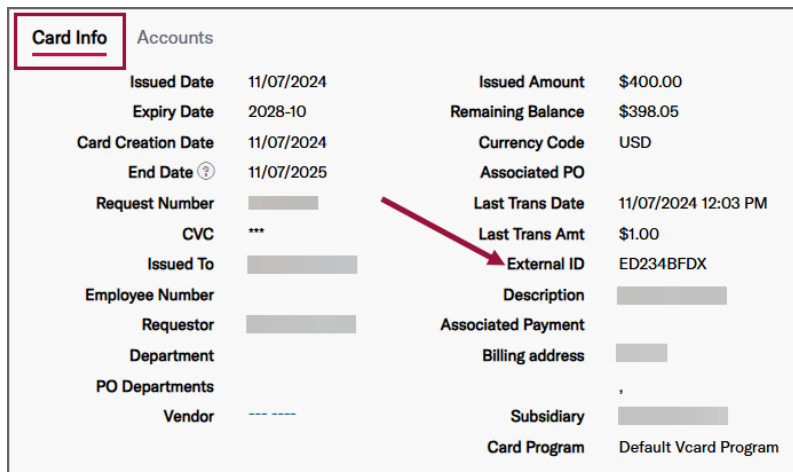 Card Info Accounts
Issued Date 11/07/2024 Issued Amount $400.00
Expiry Date 2028-10 Remaining Balance $398.05
Card Creation Date 11/07/2024 Currency Code USD
End Date ? 11/07/2025 Associated PO
Request Number Last Trans Date 11/07/2024 12:03 PM
CVC *** Last Trans Amt $1.00
Issued To External ID ED234BFDX
Employee Number Description
Requestor Associated Payment
Department Billing address
PO Departments ,
Vendor --- ---- Subsidiary
Card Program Default Vcard Program